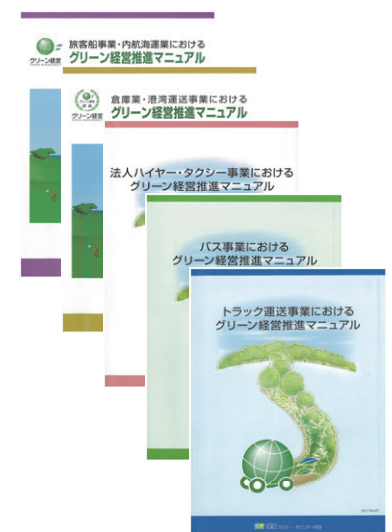 旅客船事業・内航海運業における
グリーン経営推進マニュアル
グリーン経営
倉庫業・港湾運送事業における
グリーン経営推進マニュアル
グリーン経営
法人ハイヤー・タクシー事業における
グリーン経営推進マニュアル
バス事業における
グリーン経営推進マニュアル
トラック運送事業における
グリーン経営推進マニュアル